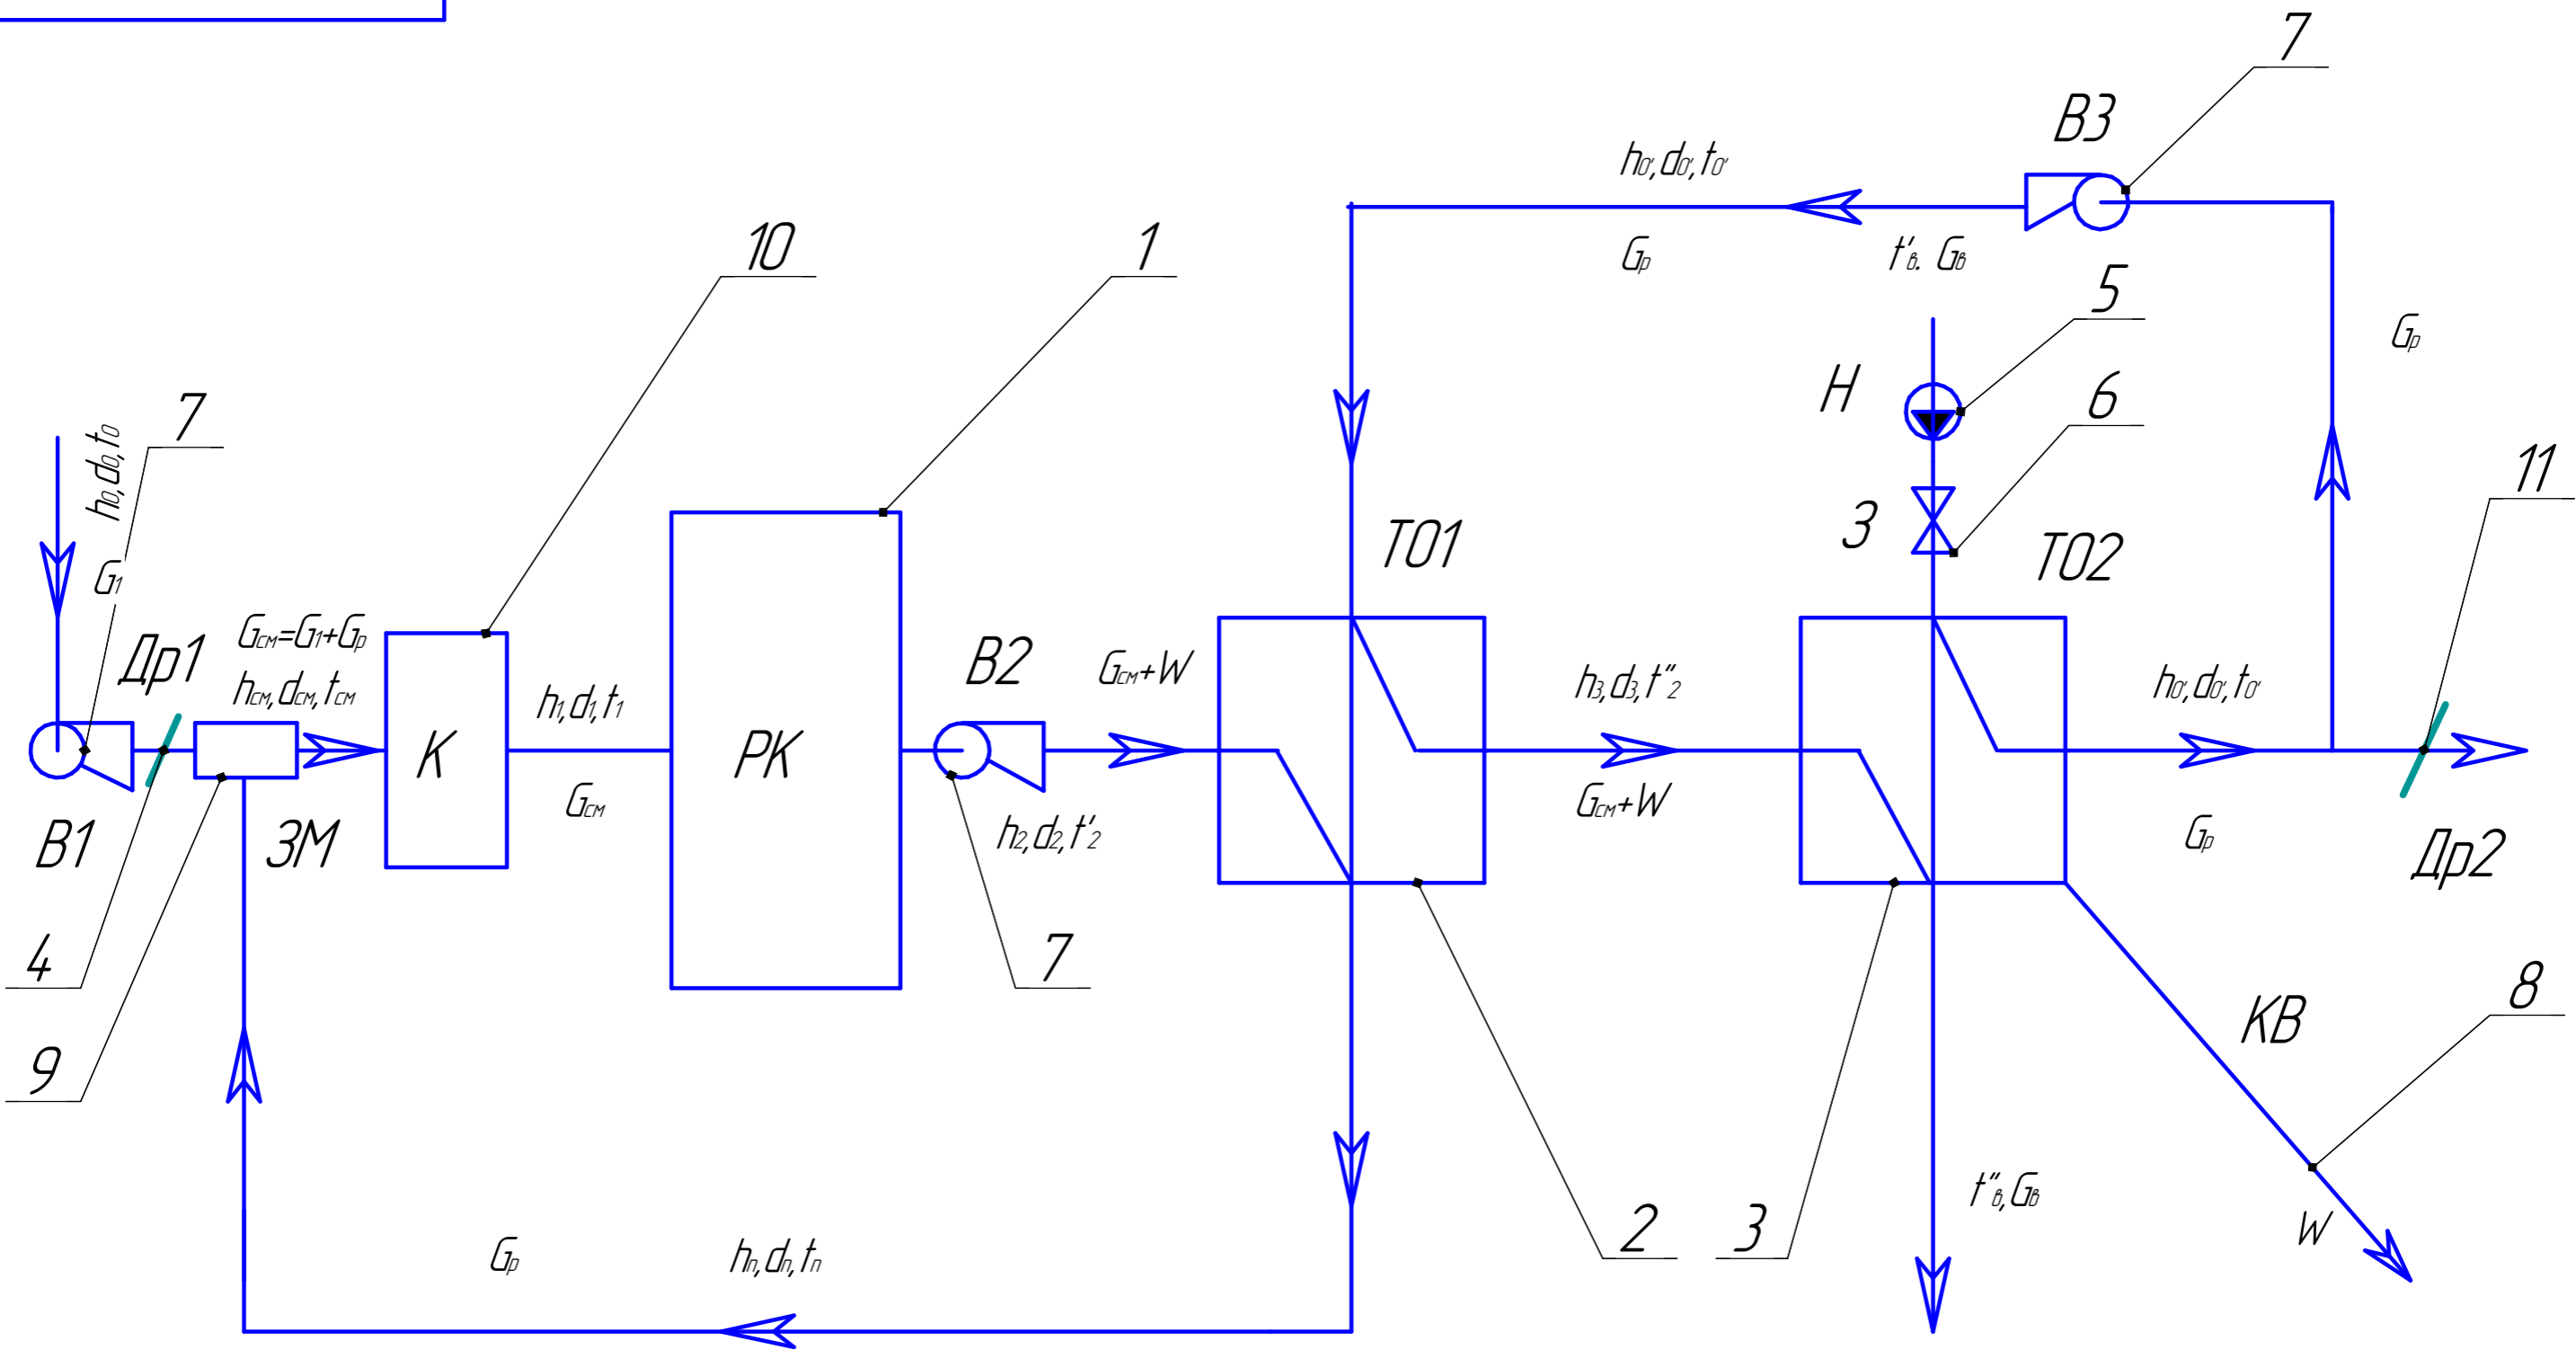 7
В3
h₀',d₀',t₀'
10
1
Gр
t'в. Gв
5
Gр
Н
6
7
h₀,d₀,t₀
11
З
ТО1
ТО2
G₁
Gсм=G₁+Gр
Др1
hсм,dсм,tсм
h₁,d₁,t₁
В2
Gсм+W
h₃,d₃,t"₂
h₀',d₀',t₀'
К
РК
Gсм
Gсм+W
В1
ЗМ
h₂,d₂,t'₂
Gр
Др2
4
7
8
КВ
9
t"в,Gв
2
3
W
Gр
hп,dп,tп